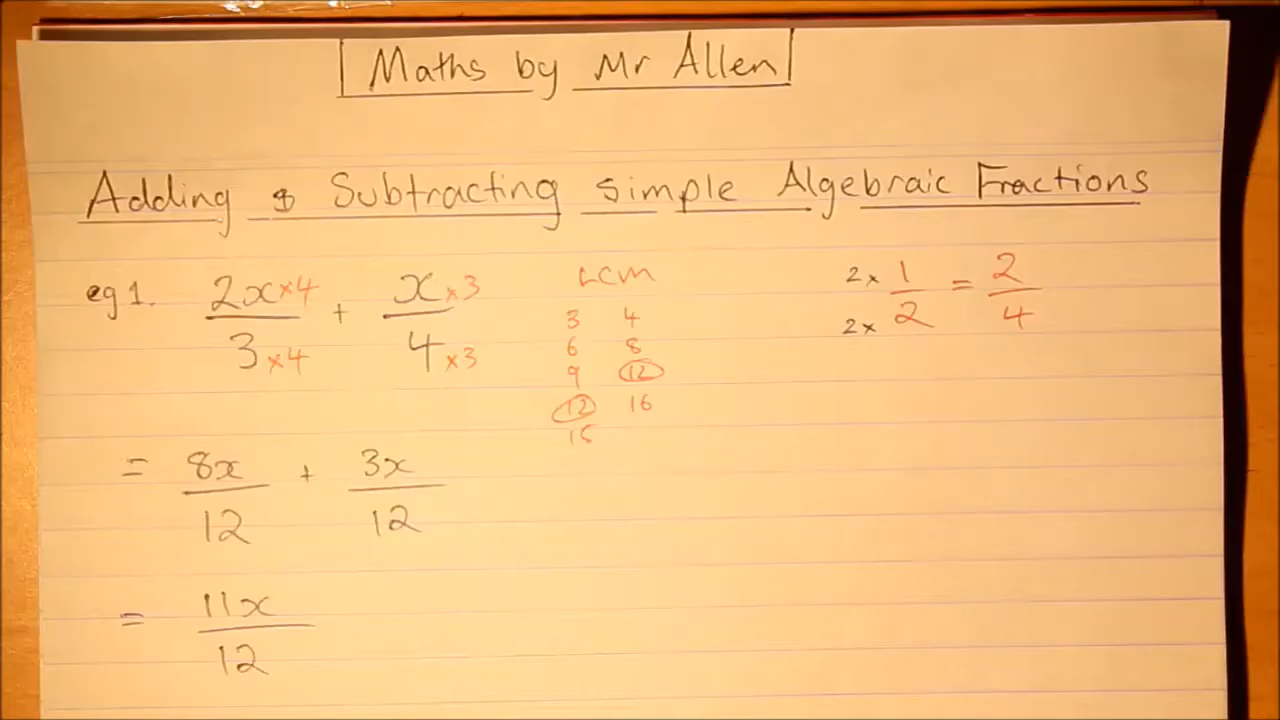 Maths by Mr Allen
Adding & Subtracting simple Algebraic Fractions
eg 1. 2x ×4 / 3 ×4 + x ×3 / 4 ×3
LCM
3 4
6 8
9 12
12 16
15
2× 1 / 2× 2 = 2 / 4
= 8x / 12 + 3x / 12
= 11x / 12